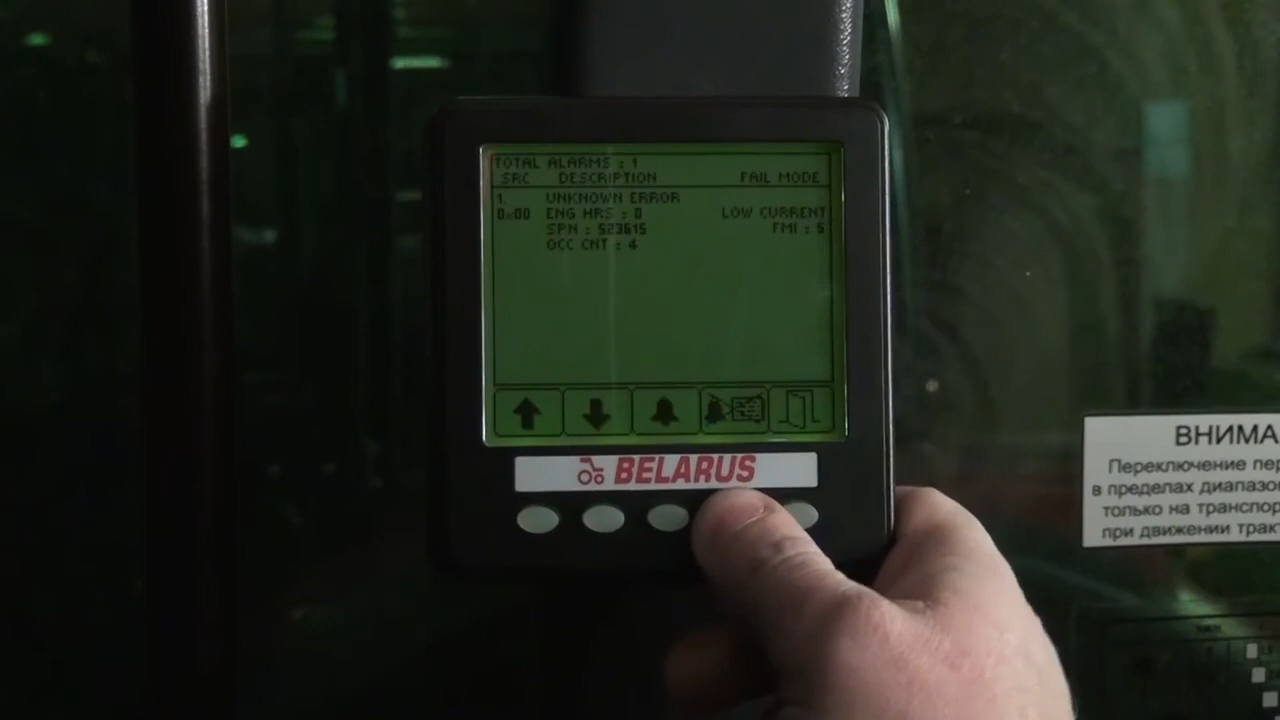 TOTAL ALARMS : 1
SRC DESCRIPTION FAIL MODE
1. UNKNOWN ERROR
0x00 ENG HRS : 0 LOW CURRENT
SPN : 523615 FMI : 5
OCC CNT : 4
BELARUS
ВНИМА
Переключение пер
в пределах диапазо
только на транспор
при движении трак